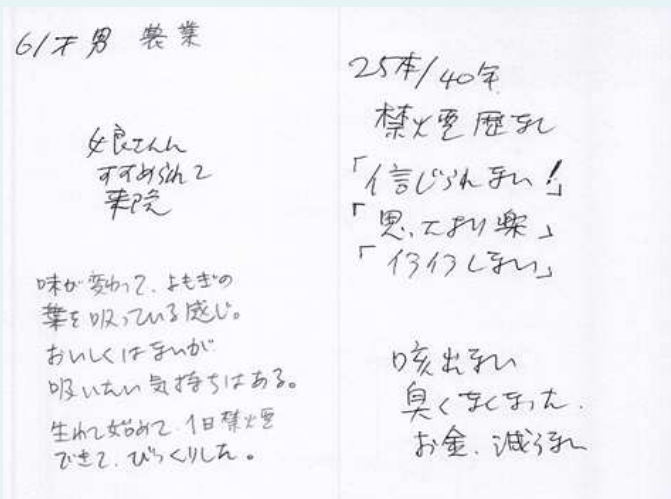 61才男 農業
娘さんに
すすめられて
来院
味が変わって、よもぎの
葉を吸っている感じ。
おいしくはないが
吸いたい気持ちはある。
生れて始めて、1日禁煙
できて、びっくりした。
25本/40年
禁煙歴なし
「信じられない!」
「思ったより楽」
「イライラしない」
咳出ない
臭くなくなった.
お金、減らない